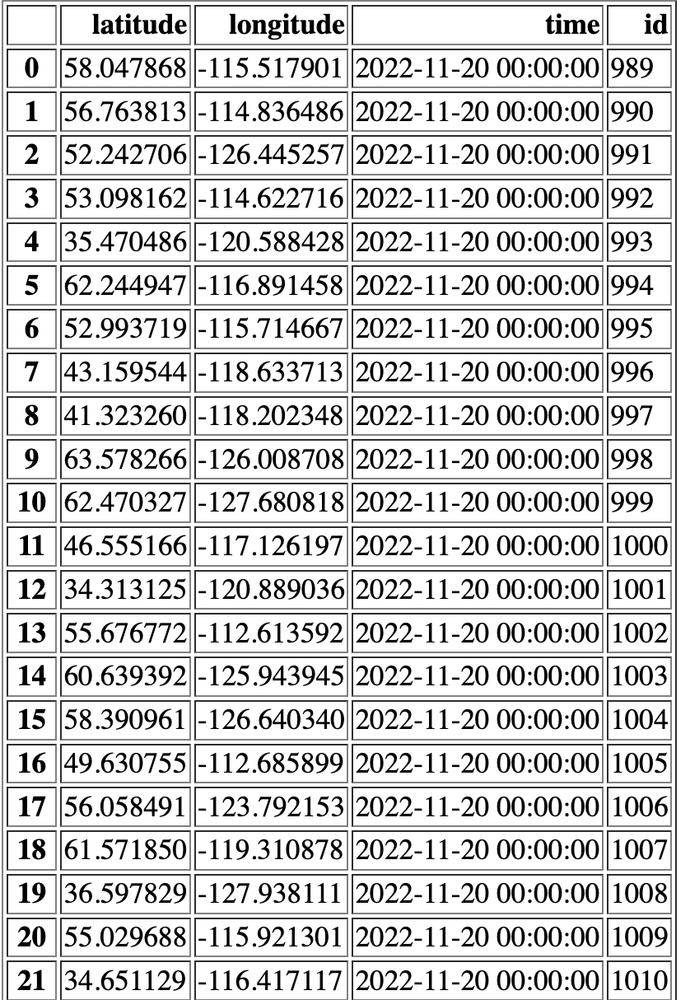 latitude longitude time id
0 58.047868 -115.517901 2022-11-20 00:00:00 989
1 56.763813 -114.836486 2022-11-20 00:00:00 990
2 52.242706 -126.445257 2022-11-20 00:00:00 991
3 53.098162 -114.622716 2022-11-20 00:00:00 992
4 35.470486 -120.588428 2022-11-20 00:00:00 993
5 62.244947 -116.891458 2022-11-20 00:00:00 994
6 52.993719 -115.714667 2022-11-20 00:00:00 995
7 43.159544 -118.633713 2022-11-20 00:00:00 996
8 41.323260 -118.202348 2022-11-20 00:00:00 997
9 63.578266 -126.008708 2022-11-20 00:00:00 998
10 62.470327 -127.680818 2022-11-20 00:00:00 999
11 46.555166 -117.126197 2022-11-20 00:00:00 1000
12 34.313125 -120.889036 2022-11-20 00:00:00 1001
13 55.676772 -112.613592 2022-11-20 00:00:00 1002
14 60.639392 -125.943945 2022-11-20 00:00:00 1003
15 58.390961 -126.640340 2022-11-20 00:00:00 1004
16 49.630755 -112.685899 2022-11-20 00:00:00 1005
17 56.058491 -123.792153 2022-11-20 00:00:00 1006
18 61.571850 -119.310878 2022-11-20 00:00:00 1007
19 36.597829 -127.938111 2022-11-20 00:00:00 1008
20 55.029688 -115.921301 2022-11-20 00:00:00 1009
21 34.651129 -116.417117 2022-11-20 00:00:00 1010